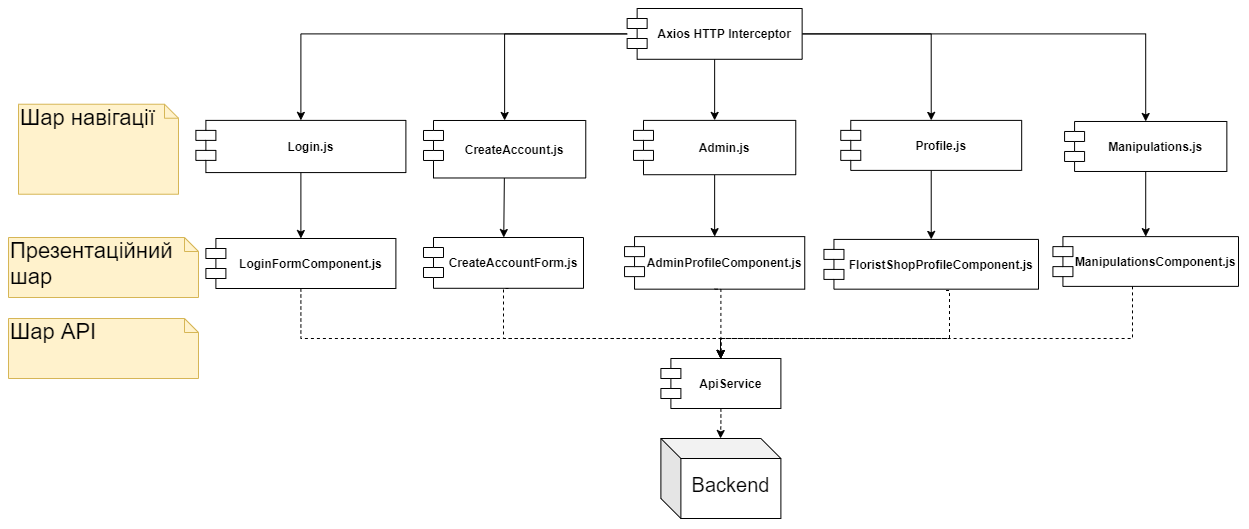 Axios HTTP Interceptor
Шар навігації
Login.js
CreateAccount.js
Admin.js
Profile.js
Manipulations.js
Презентаційний
шар
LoginFormComponent.js
CreateAccountForm.js
AdminProfileComponent.js
FloristShopProfileComponent.js
ManipulationsComponent.js
Шар API
ApiService
Backend